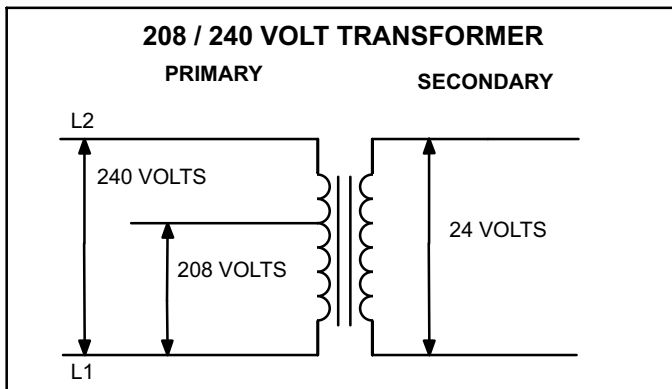 208 / 240 VOLT TRANSFORMER
PRIMARY
SECONDARY
L2
240 VOLTS
208 VOLTS
24 VOLTS
L1